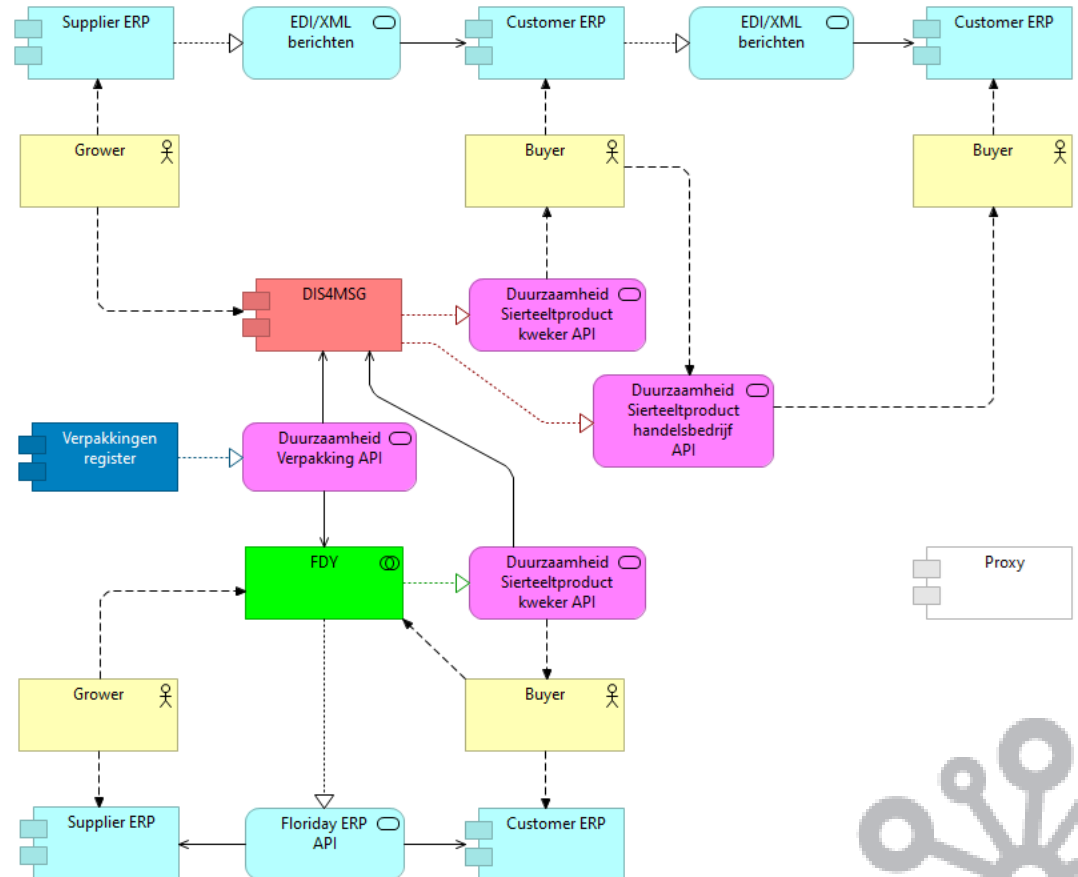 Supplier ERP
EDI/XML
berichten
Customer ERP
EDI/XML
berichten
Customer ERP
Grower
Buyer
Buyer
DIS4MSG
Duurzaamheid
Sierteeltproduct
kweker API
Duurzaamheid
Sierteeltproduct
handelsbedrijf
API
Verpakkingen
register
Duurzaamheid
Verpakking API
FDY
Duurzaamheid
Sierteeltproduct
kweker API
Proxy
Grower
Buyer
Supplier ERP
Floriday ERP
API
Customer ERP